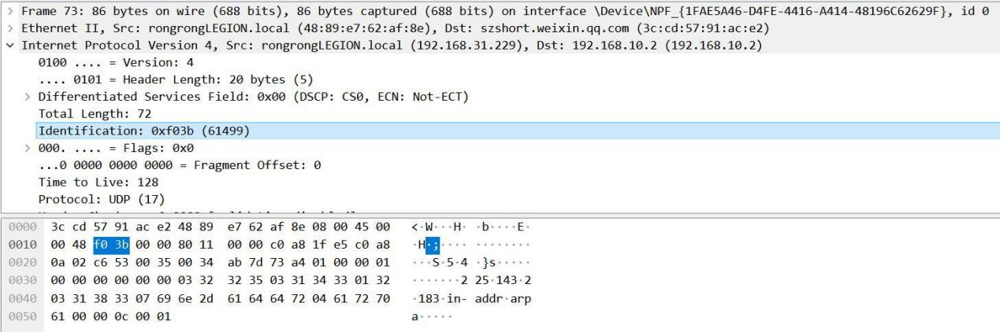 Frame 73: 86 bytes on wire (688 bits), 86 bytes captured (688 bits) on interface \Device\NPF_{1FAE5A46-D4FE-4416-A414-48196C62629F}, id 0
Ethernet II, Src: rongrongLEGION.local (48:89:e7:62:af:8e), Dst: szshort.weixin.qq.com (3c:cd:57:91:ac:e2)
Internet Protocol Version 4, Src: rongrongLEGION.local (192.168.31.229), Dst: 192.168.10.2 (192.168.10.2)
0100 .... = Version: 4
.... 0101 = Header Length: 20 bytes (5)
Differentiated Services Field: 0x00 (DSCP: CS0, ECN: Not-ECT)
Total Length: 72
Identification: 0xf03b (61499)
000. .... = Flags: 0x0
...0 0000 0000 0000 = Fragment Offset: 0
Time to Live: 128
Protocol: UDP (17)
0000 3c cd 57 91 ac e2 48 89 e7 62 af 8e 08 00 45 00 <·W···H· ·b····E·
0010 00 48 f0 3b 00 00 80 11 00 00 c0 a8 1f e5 c0 a8 ·H·;···· ········
0020 0a 02 c6 53 00 35 00 34 ab 7d 73 a4 01 00 00 01 ···S·5·4 ·}s·····
0030 00 00 00 00 00 00 03 32 32 35 03 31 34 33 01 32 ·······2 25·143·2
0040 03 31 38 33 07 69 6e 2d 61 64 64 72 04 61 72 70 ·183·in- addr·arp
0050 61 00 00 0c 00 01 a·····